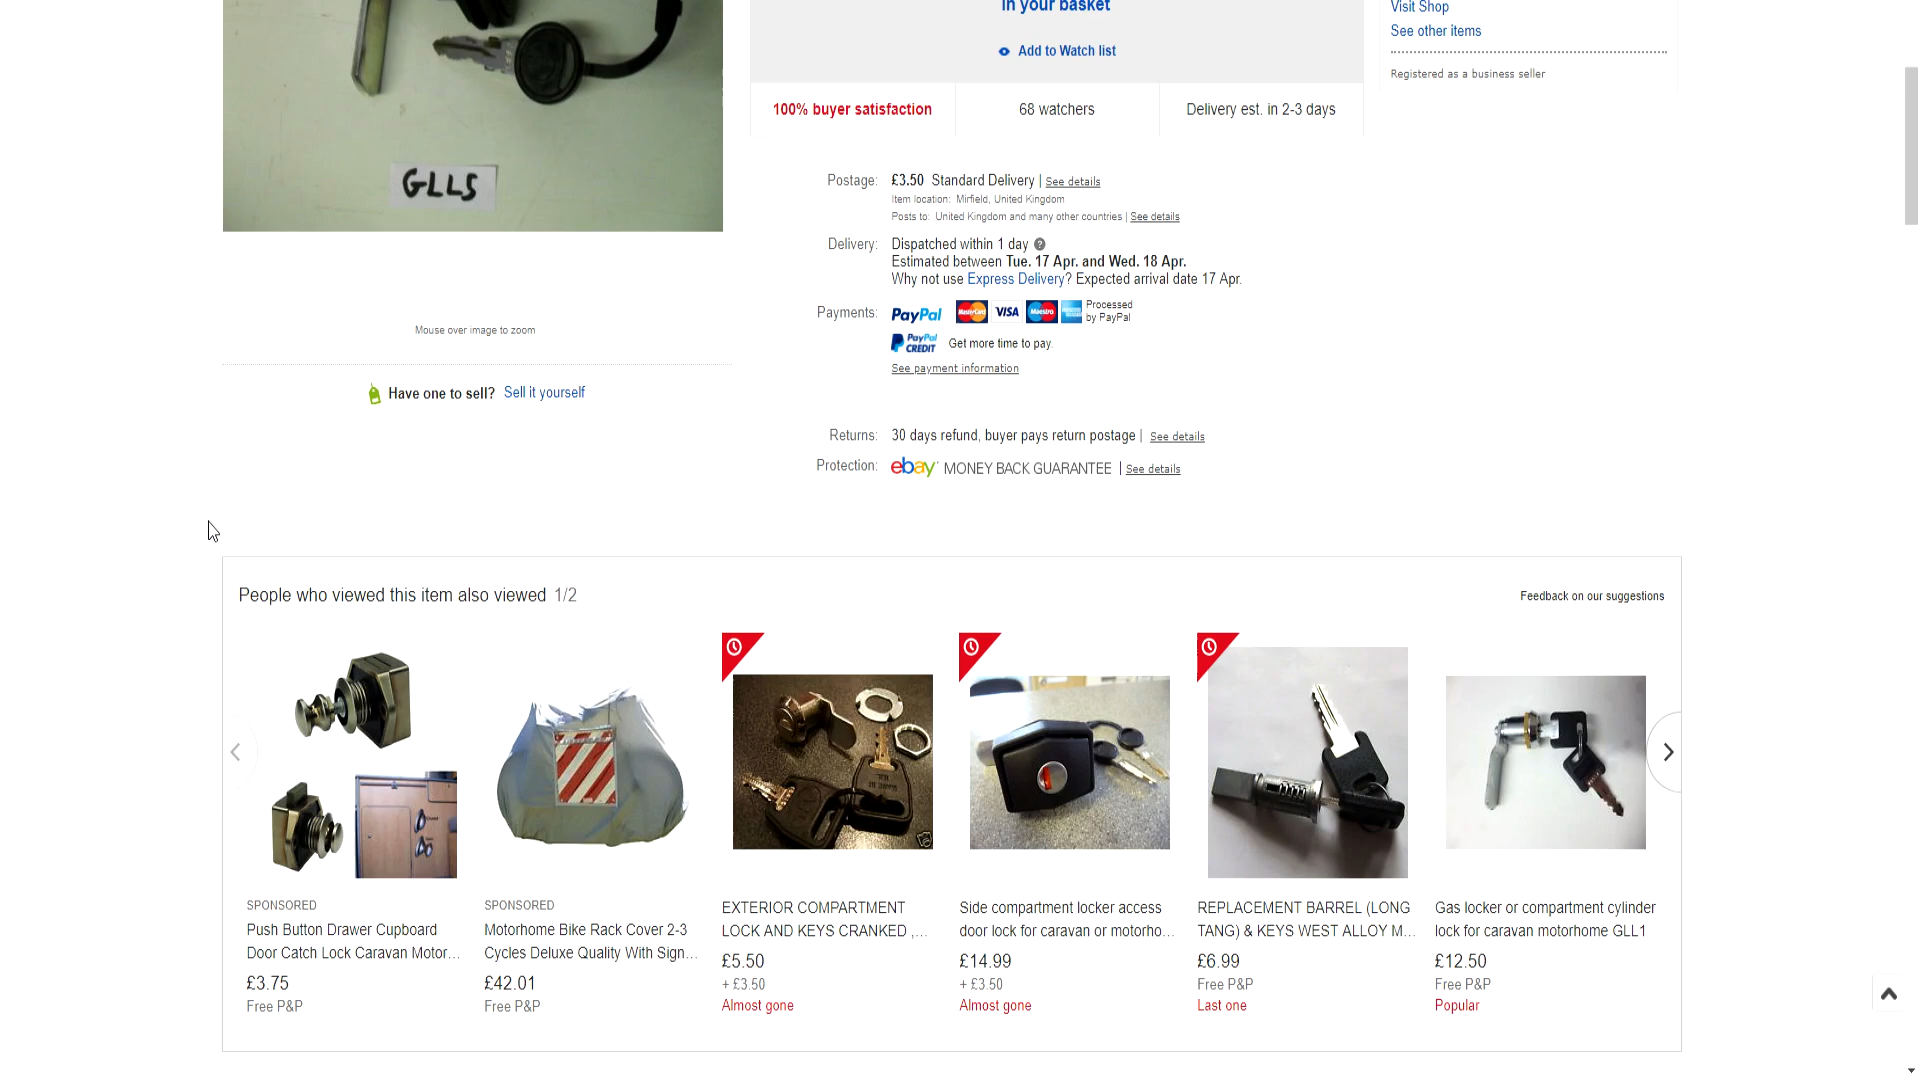 in your basket
Add to Watch list
Visit Shop
See other items
Registered as a business seller
100% buyer satisfaction
68 watchers
Delivery est. in 2-3 days
GLL5
Mouse over image to zoom
Have one to sell? Sell it yourself
Postage: £3.50 Standard Delivery | See details
Item location: Mirfield, United Kingdom
Posts to: United Kingdom and many other countries | See details
Delivery: Dispatched within 1 day
Estimated between Tue. 17 Apr. and Wed. 18 Apr.
Why not use Express Delivery? Expected arrival date 17 Apr.
Payments: PayPal MasterCard VISA Maestro Processed
by PayPal
PayPal
CREDIT Get more time to pay.
See payment information
Returns: 30 days refund, buyer pays return postage | See details
Protection: ebay MONEY BACK GUARANTEE | See details
People who viewed this item also viewed 1/2
Feedback on our suggestions
SPONSORED
Push Button Drawer Cupboard
Door Catch Lock Caravan Motor...
£3.75
Free P&P
SPONSORED
Motorhome Bike Rack Cover 2-3
Cycles Deluxe Quality With Sign...
£42.01
Free P&P
EXTERIOR COMPARTMENT
LOCK AND KEYS CRANKED ,...
£5.50
+ £3.50
Almost gone
Side compartment locker access
door lock for caravan or motorho...
£14.99
+ £3.50
Almost gone
REPLACEMENT BARREL (LONG
TANG) & KEYS WEST ALLOY M...
£6.99
Free P&P
Last one
Gas locker or compartment cylinder
lock for caravan motorhome GLL1
£12.50
Free P&P
Popular